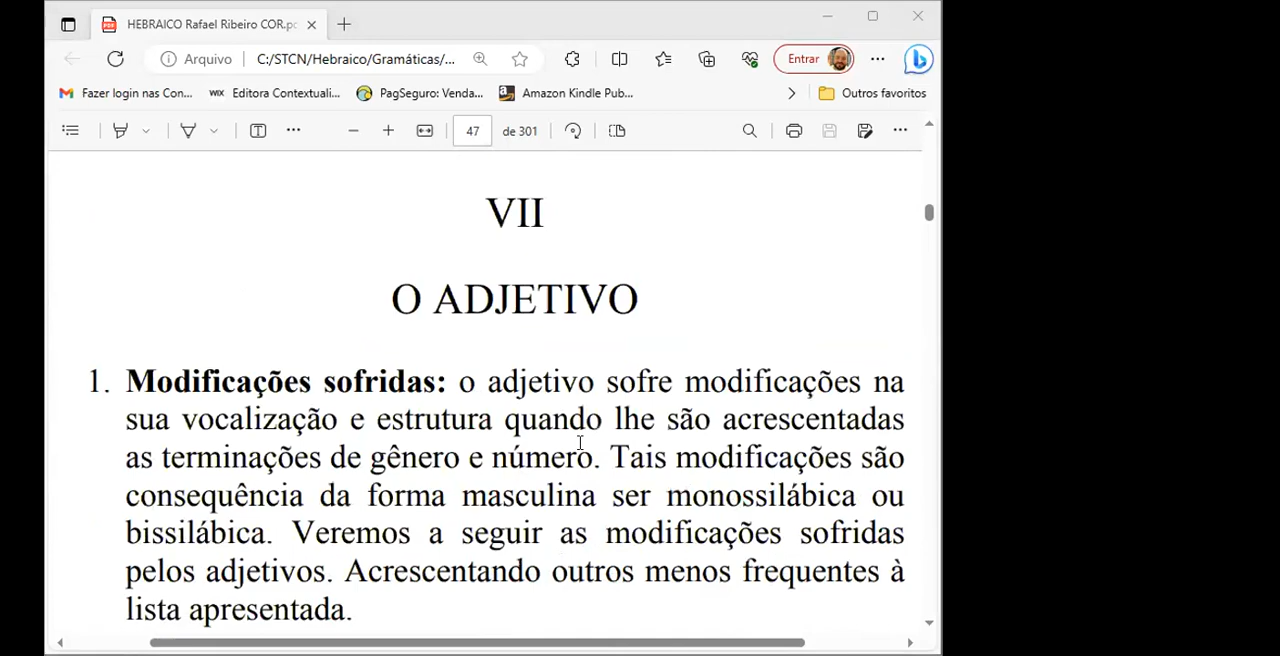 HEBRAICO Rafael Ribeiro COR.pc
Arquivo
C:/STCN/Hebraico/Gramáticas/...
Entrar
Fazer login nas Con...
WIX Editora Contextuali...
PagSeguro: Venda...
Amazon Kindle Pub...
Outros favoritos
47 de 301
VII
O ADJETIVO
1. Modificações sofridas: o adjetivo sofre modificações na
sua vocalização e estrutura quando lhe são acrescentadas
as terminações de gênero e número. Tais modificações são
consequência da forma masculina ser monossilábica ou
bissilábica. Veremos a seguir as modificações sofridas
pelos adjetivos. Acrescentando outros menos frequentes à
lista apresentada.